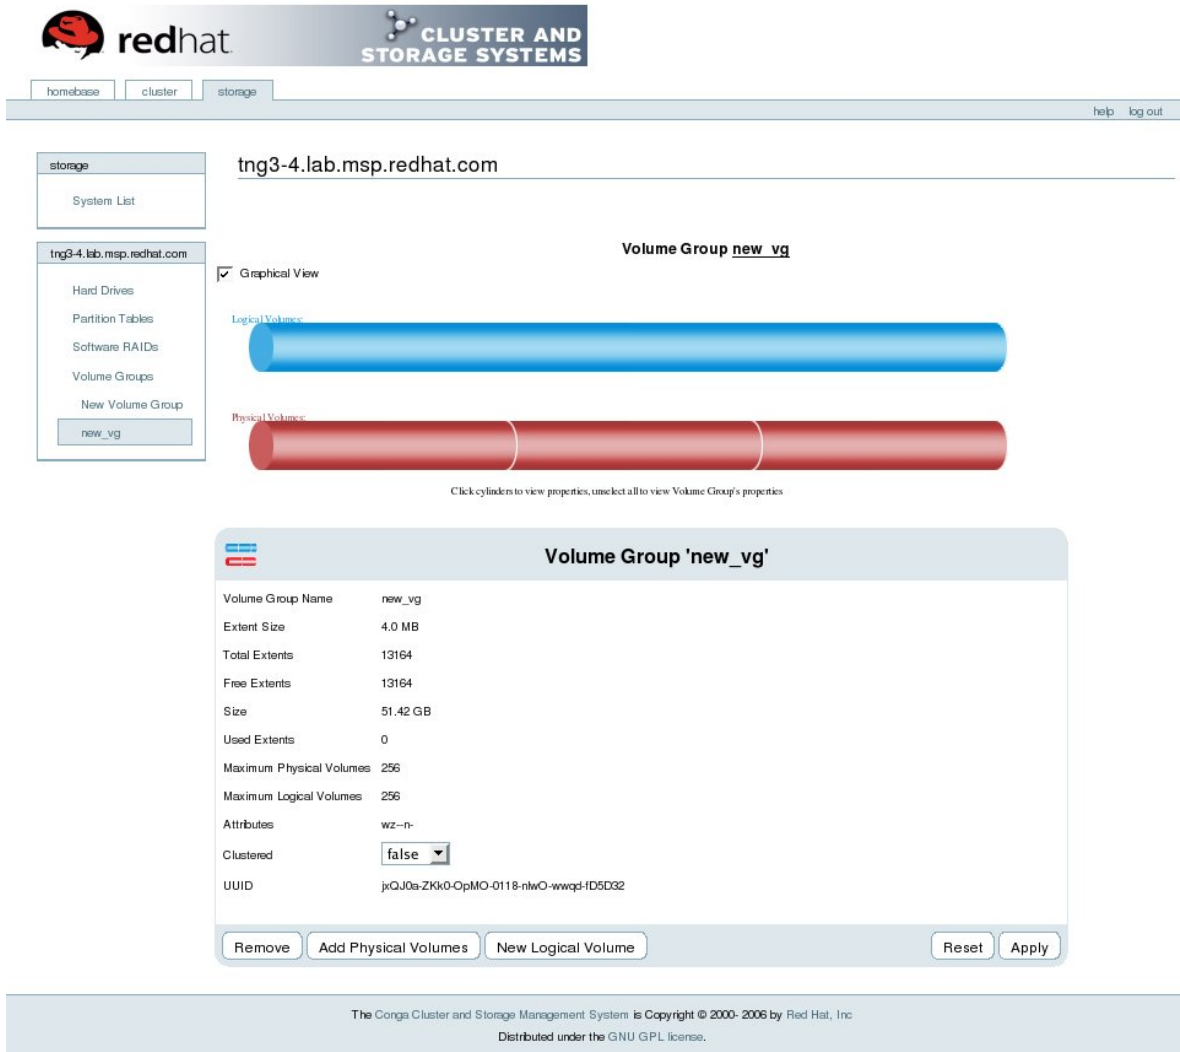 redhat.
CLUSTER AND
STORAGE SYSTEMS
homebase cluster storage
help log out
storage
System List
tng3-4.lab.msp.redhat.com
Hard Drives
Partition Tables
Software RAIDs
Volume Groups
New Volume Group
new_vg
tng3-4.lab.msp.redhat.com
Volume Group new_vg
Graphical View
Logical Volumes:
Physical Volumes:
Click cylinders to view properties, unselect all to view Volume Group's properties
Volume Group 'new_vg'
Volume Group Name new_vg
Extent Size 4.0 MB
Total Extents 13164
Free Extents 13164
Size 51.42 GB
Used Extents 0
Maximum Physical Volumes 256
Maximum Logical Volumes 256
Attributes wz--n-
Clustered false
UUID jxQJ0a-ZKk0-OpMO-0118-nlwO-wwqd-fD5D32
Remove Add Physical Volumes New Logical Volume Reset Apply
The Conga Cluster and Storage Management System is Copyright © 2000- 2006 by Red Hat, Inc
Distributed under the GNU GPL license.